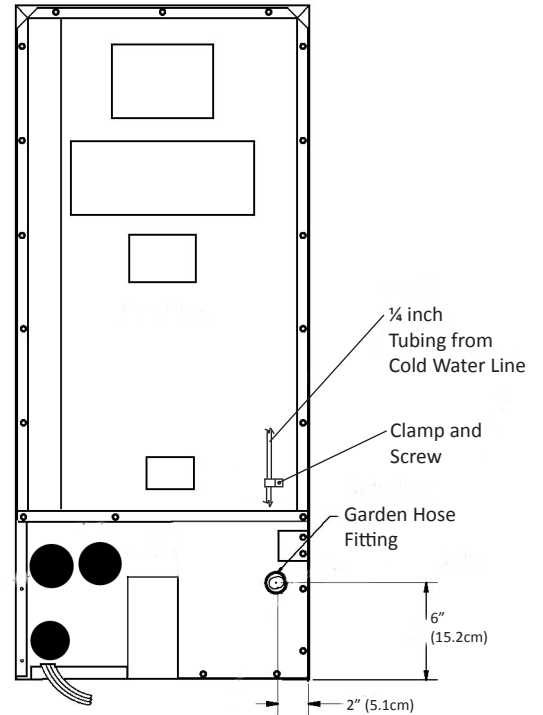 ¼ inch
Tubing from
Cold Water Line
Clamp and
Screw
Garden Hose
Fitting
6”
(15.2cm)
2” (5.1cm)